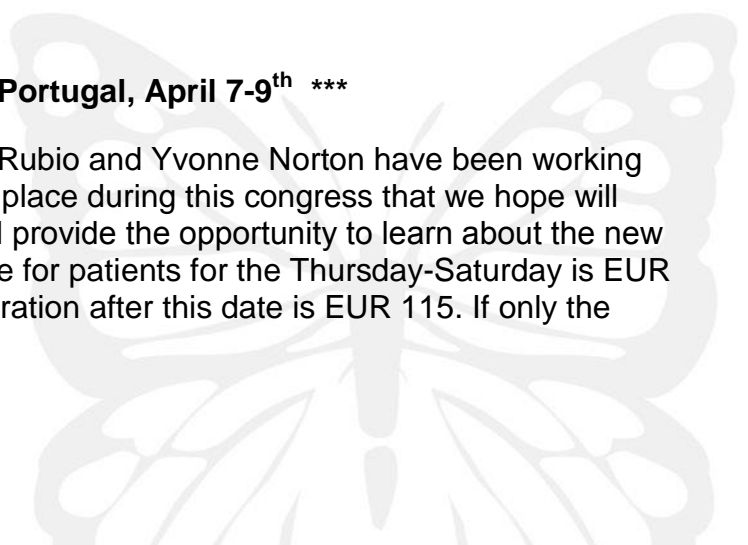 Portugal, April 7-9th ***
Rubio and Yvonne Norton have been working
place during this congress that we hope will
provide the opportunity to learn about the new
for patients for the Thursday-Saturday is EUR
after this date is EUR 115. If only the